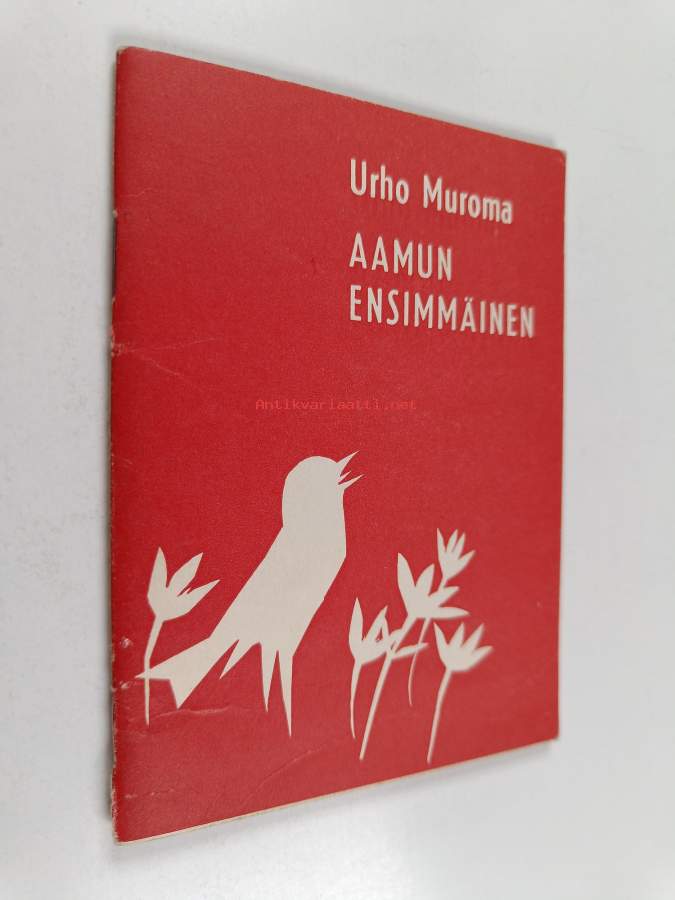 Urho Muroma
AAMUN
ENSIMMÄINEN
Antikvariaatti.net